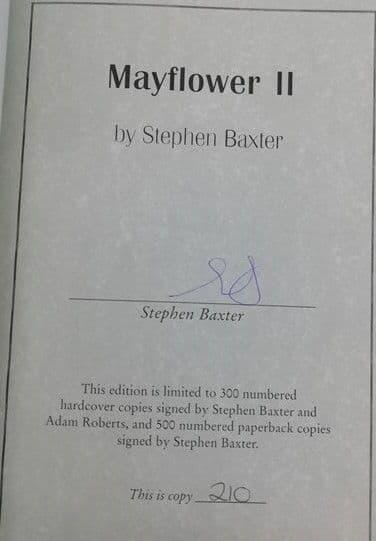 Mayflower II
by Stephen Baxter
Stephen Baxter
This edition is limited to 300 numbered
hardcover copies signed by Stephen Baxter and
Adam Roberts, and 500 numbered paperback copies
signed by Stephen Baxter.
This is copy 210